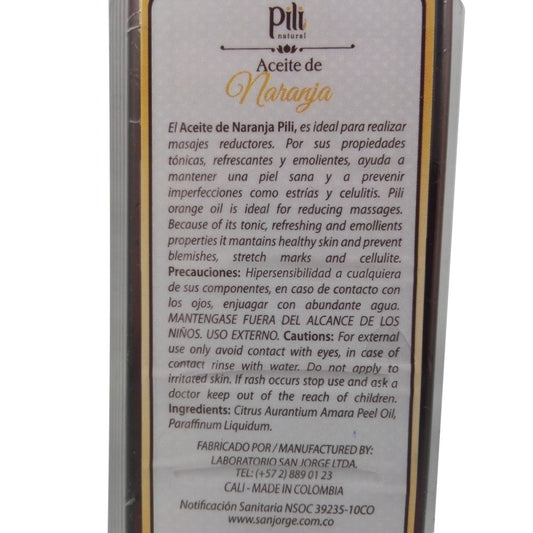 Pili
natural
Aceite de
Naranja
El Aceite de Naranja Pili, es ideal para realizar
masajes reductores. Por sus propiedades
tónicas, refrescantes y emolientes, ayuda a
mantener una piel sana y a prevenir
imperfecciones como estrías y celulitis. Pili
orange oil is ideal for reducing massages.
Because of its tonic, refreshing and emollients
properties it mantains healthy skin and prevent
blemishes, stretch marks and cellulite.
Precauciones: Hipersensibilidad a cualquiera
de sus componentes, en caso de contacto con
los ojos, enjuagar con abundante agua.
MANTENGASE FUERA DEL ALCANCE DE LOS
NIÑOS. USO EXTERNO. Cautions: For external
use only avoid contact with eyes, in case of
contact rinse with water. Do not apply to
irritated skin. If rash occurs stop use and ask a
doctor keep out of the reach of children.
Ingredients: Citrus Aurantium Amara Peel Oil,
Paraffinum Liquidum.
FABRICADO POR / MANUFACTURED BY:
LABORATORIO SAN JORGE LTDA.
TEL: (+57 2) 889 01 23
CALI - MADE IN COLOMBIA
Notificación Sanitaria NSOC 39235-10CO
www.sanjorge.com.co